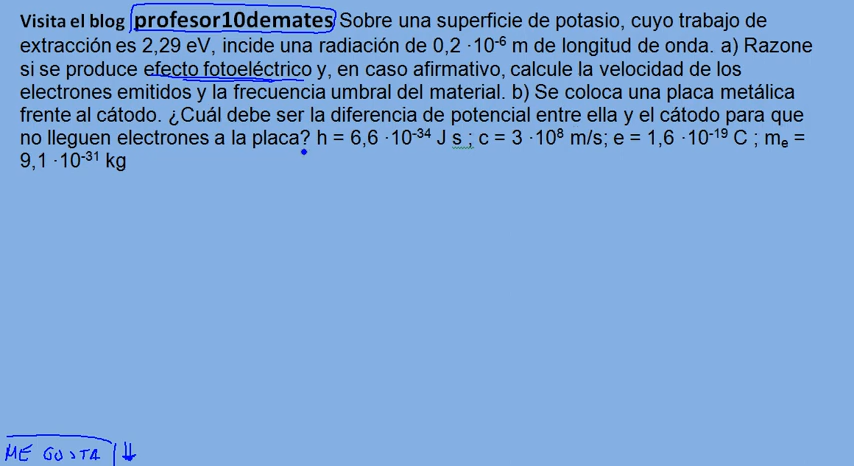 Visita el blog profesor10demates Sobre una superficie de potasio, cuyo trabajo de
extracción es 2,29 eV, incide una radiación de 0,2 ·10⁻⁶ m de longitud de onda. a) Razone
si se produce efecto fotoeléctrico y, en caso afirmativo, calcule la velocidad de los
electrones emitidos y la frecuencia umbral del material. b) Se coloca una placa metálica
frente al cátodo. ¿Cuál debe ser la diferencia de potencial entre ella y el cátodo para que
no lleguen electrones a la placa? h = 6,6 ·10⁻³⁴ J s ; c = 3 ·10⁸ m/s; e = 1,6 ·10⁻¹⁹ C ; mₑ =
9,1 ·10⁻³¹ kg
ME GUSTA